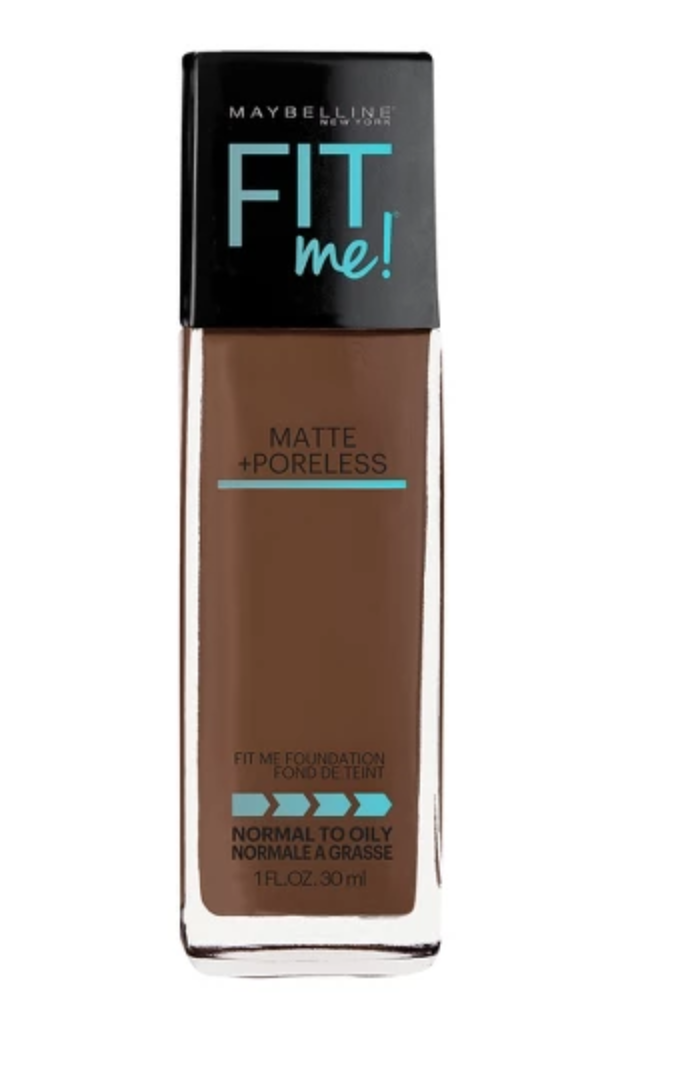 MAYBELLINE
NEW YORK
FIT
me!
MATTE
+PORELESS
FIT ME FOUNDATION
FOND DE TEINT
NORMAL TO OILY
NORMALE A GRASSE
1 FL.OZ. 30 ml